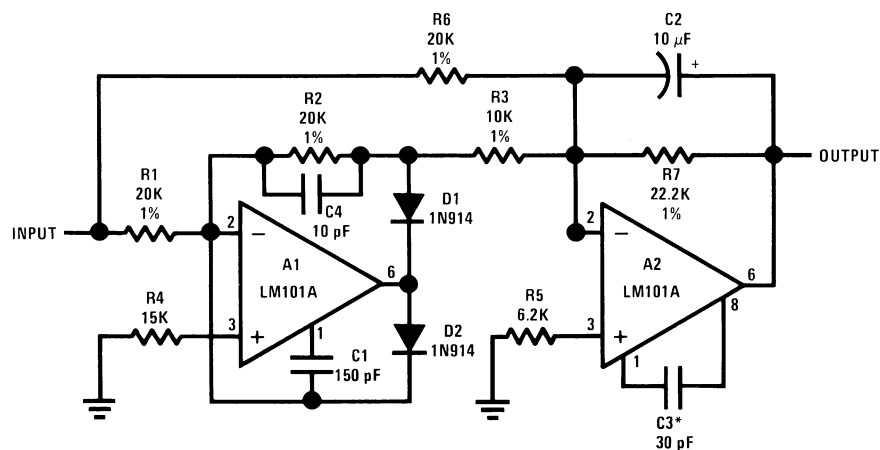 R6
20K
1%
C2
10 μF
+
R2
20K
1%
R3
10K
1%
OUTPUT
R1
20K
1%
C4
10 pF
D1
1N914
R7
22.2K
1%
INPUT
2
−
A1
LM101A
6
2
−
A2
LM101A
6
8
R4
15K
3
+
1
D2
1N914
R5
6.2K
3
+
1
C1
150 pF
C3*
30 pF